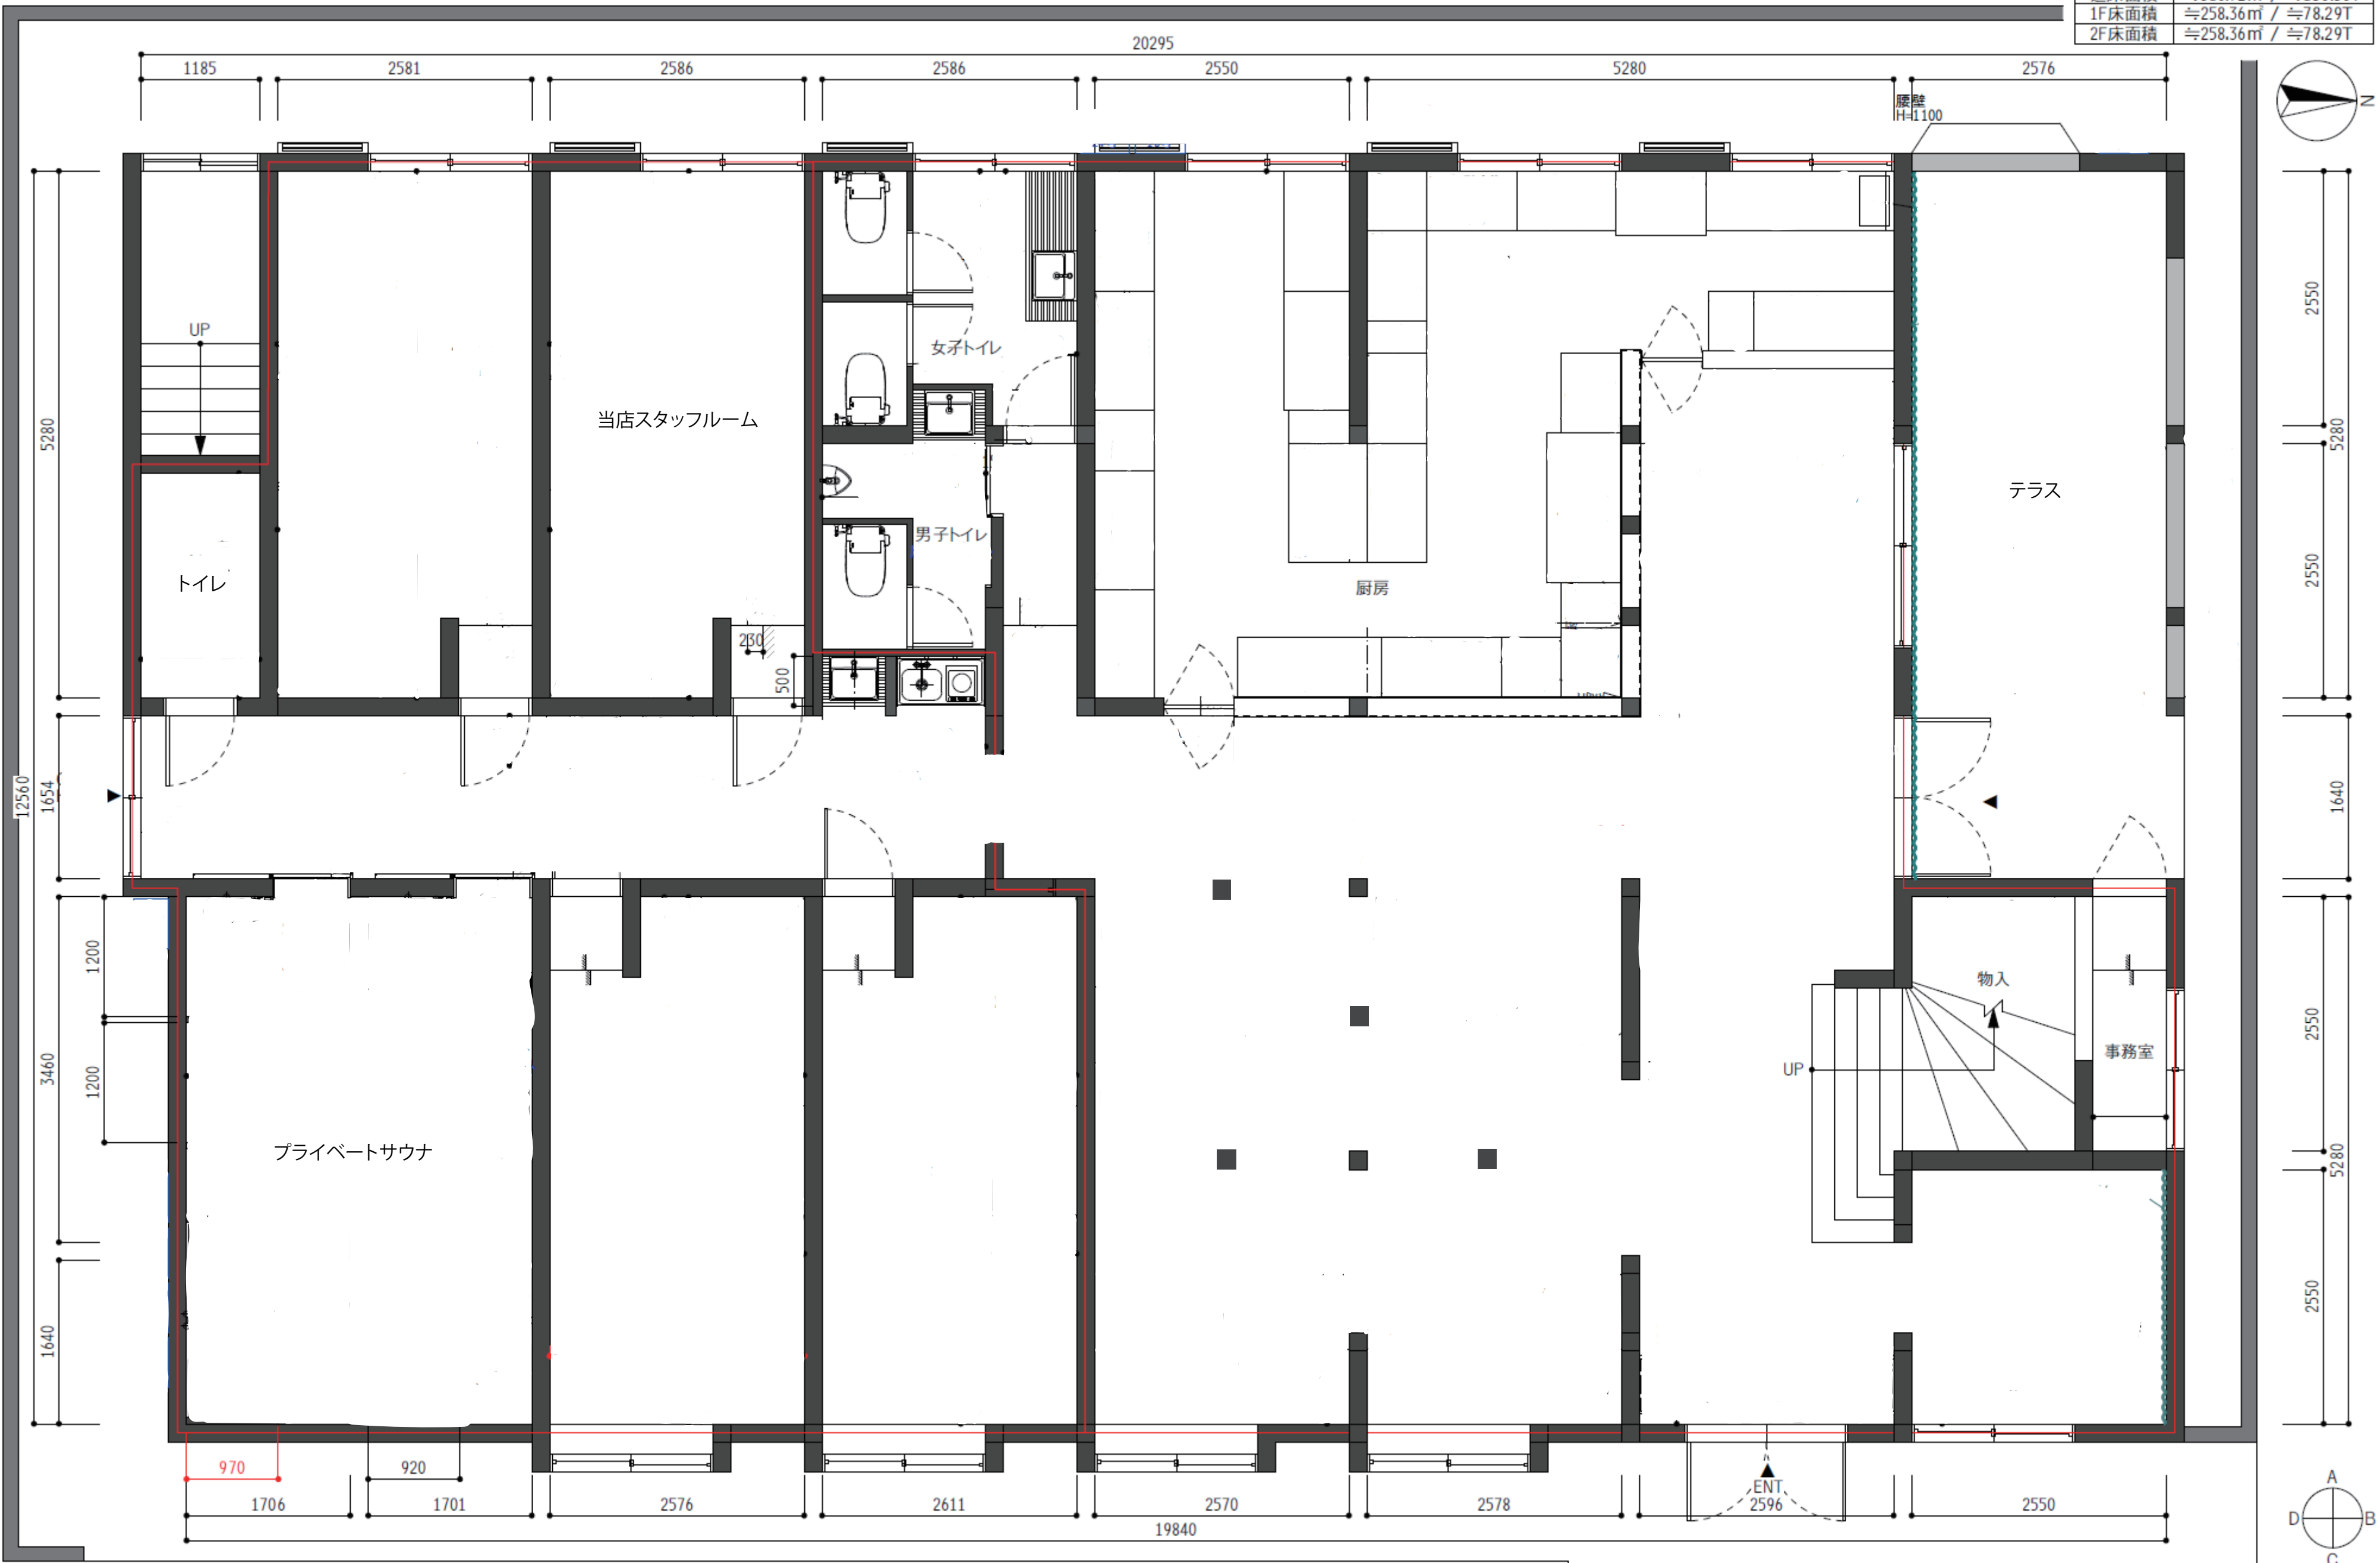 1F床面積 ≒258.36㎡ / ≒78.29T
2F床面積 ≒258.36㎡ / ≒78.29T
20295
1185 2581 2586 2586 2550 5280 2576
腰壁
H=1100
N
UP
5280
2550
女子トイレ
当店スタッフルーム
5280
テラス
男子トイレ
2550
トイレ
厨房
230
500
12560
1654
1640
1200
物入
3460
2550
事務室
1200
UP
プライベートサウナ
5280
2550
1640
970 920
ENT
1706 1701 2576 2611 2570 2578 2596 2550
19840
A
D B
C